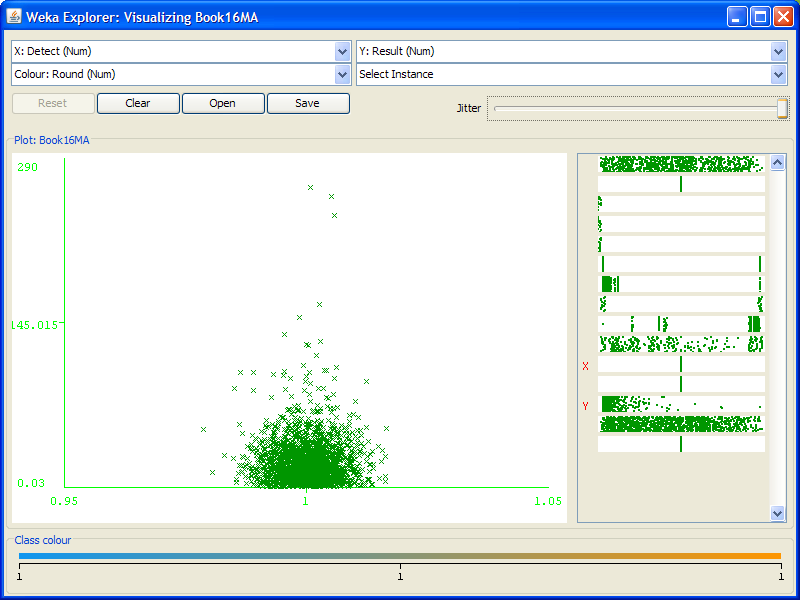 Weka Explorer: Visualizing Book16MA
X: Detect (Num) Y: Result (Num)
Colour: Round (Num) Select Instance
Reset Clear Open Save Jitter
Plot: Book16MA
290
145.015
0.03
0.95 1 1.05
X
Y
Class colour
1 1 1